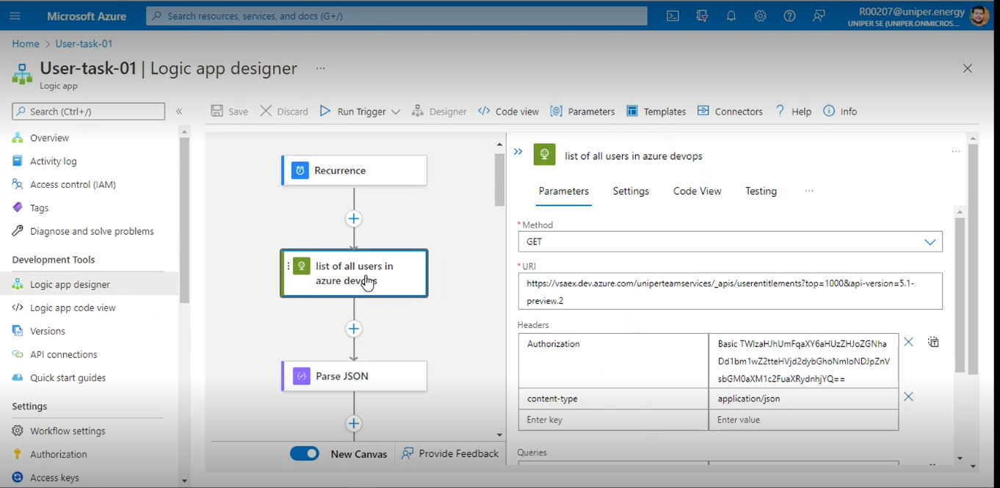 Microsoft Azure
Search resources, services, and docs (G+/)
R00207@uniper.energy
UNIPER SE (UNIPER.ONMICROS...
Home > User-task-01
User-task-01 | Logic app designer ...
Logic app
Search (Ctrl+/)
«
Save
Discard
Run Trigger
Designer
Code view
Parameters
Templates
Connectors
Help
Info
Overview
Activity log
Access control (IAM)
Tags
Diagnose and solve problems
Development Tools
Logic app designer
Logic app code view
Versions
API connections
Quick start guides
Settings
Workflow settings
Authorization
Access keys
Recurrence
list of all users in
azure devops
Parse JSON
New Canvas
Provide Feedback
list of all users in azure devops
Parameters
Settings
Code View
Testing
...
* Method
GET
* URI
https://vsaex.dev.azure.com/uniperteamservices/_apis/userentitlements?top=1000&api-version=5.1-
preview.2
Headers
Authorization
Basic
content-type
application/json
Enter key
Enter value
Queries